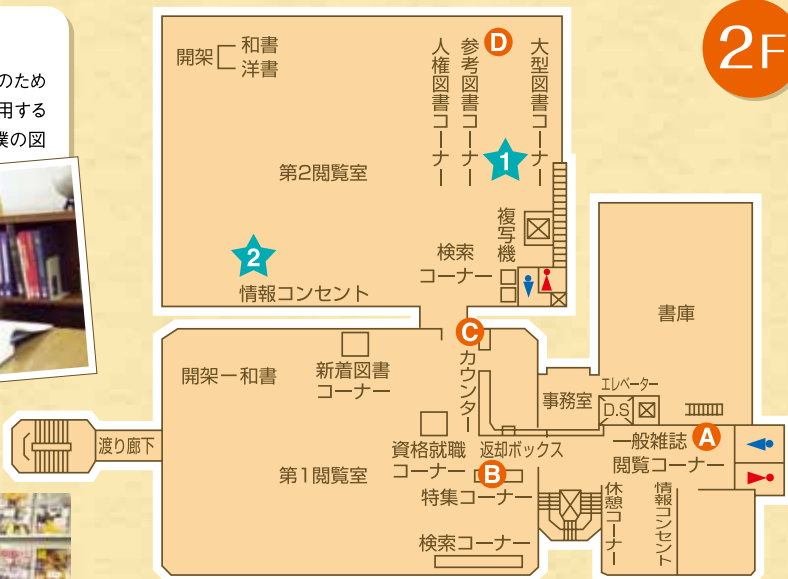 2F
のため
用する
業の図
開架
和書
洋書
人権図書コーナー
参考図書コーナー
D
大型図書コーナー
1
第2閲覧室
複写機
検索
コーナー
2
情報コンセント
書庫
C
カウンター
開架ー和書
新着図書
コーナー
事務室
エレベーター
D.S
渡り廊下
資格就職
コーナー
返却ボックス
一般雑誌
閲覧コーナー
A
第1閲覧室
B
特集コーナー
休憩コーナー
情報コンセント
検索コーナー